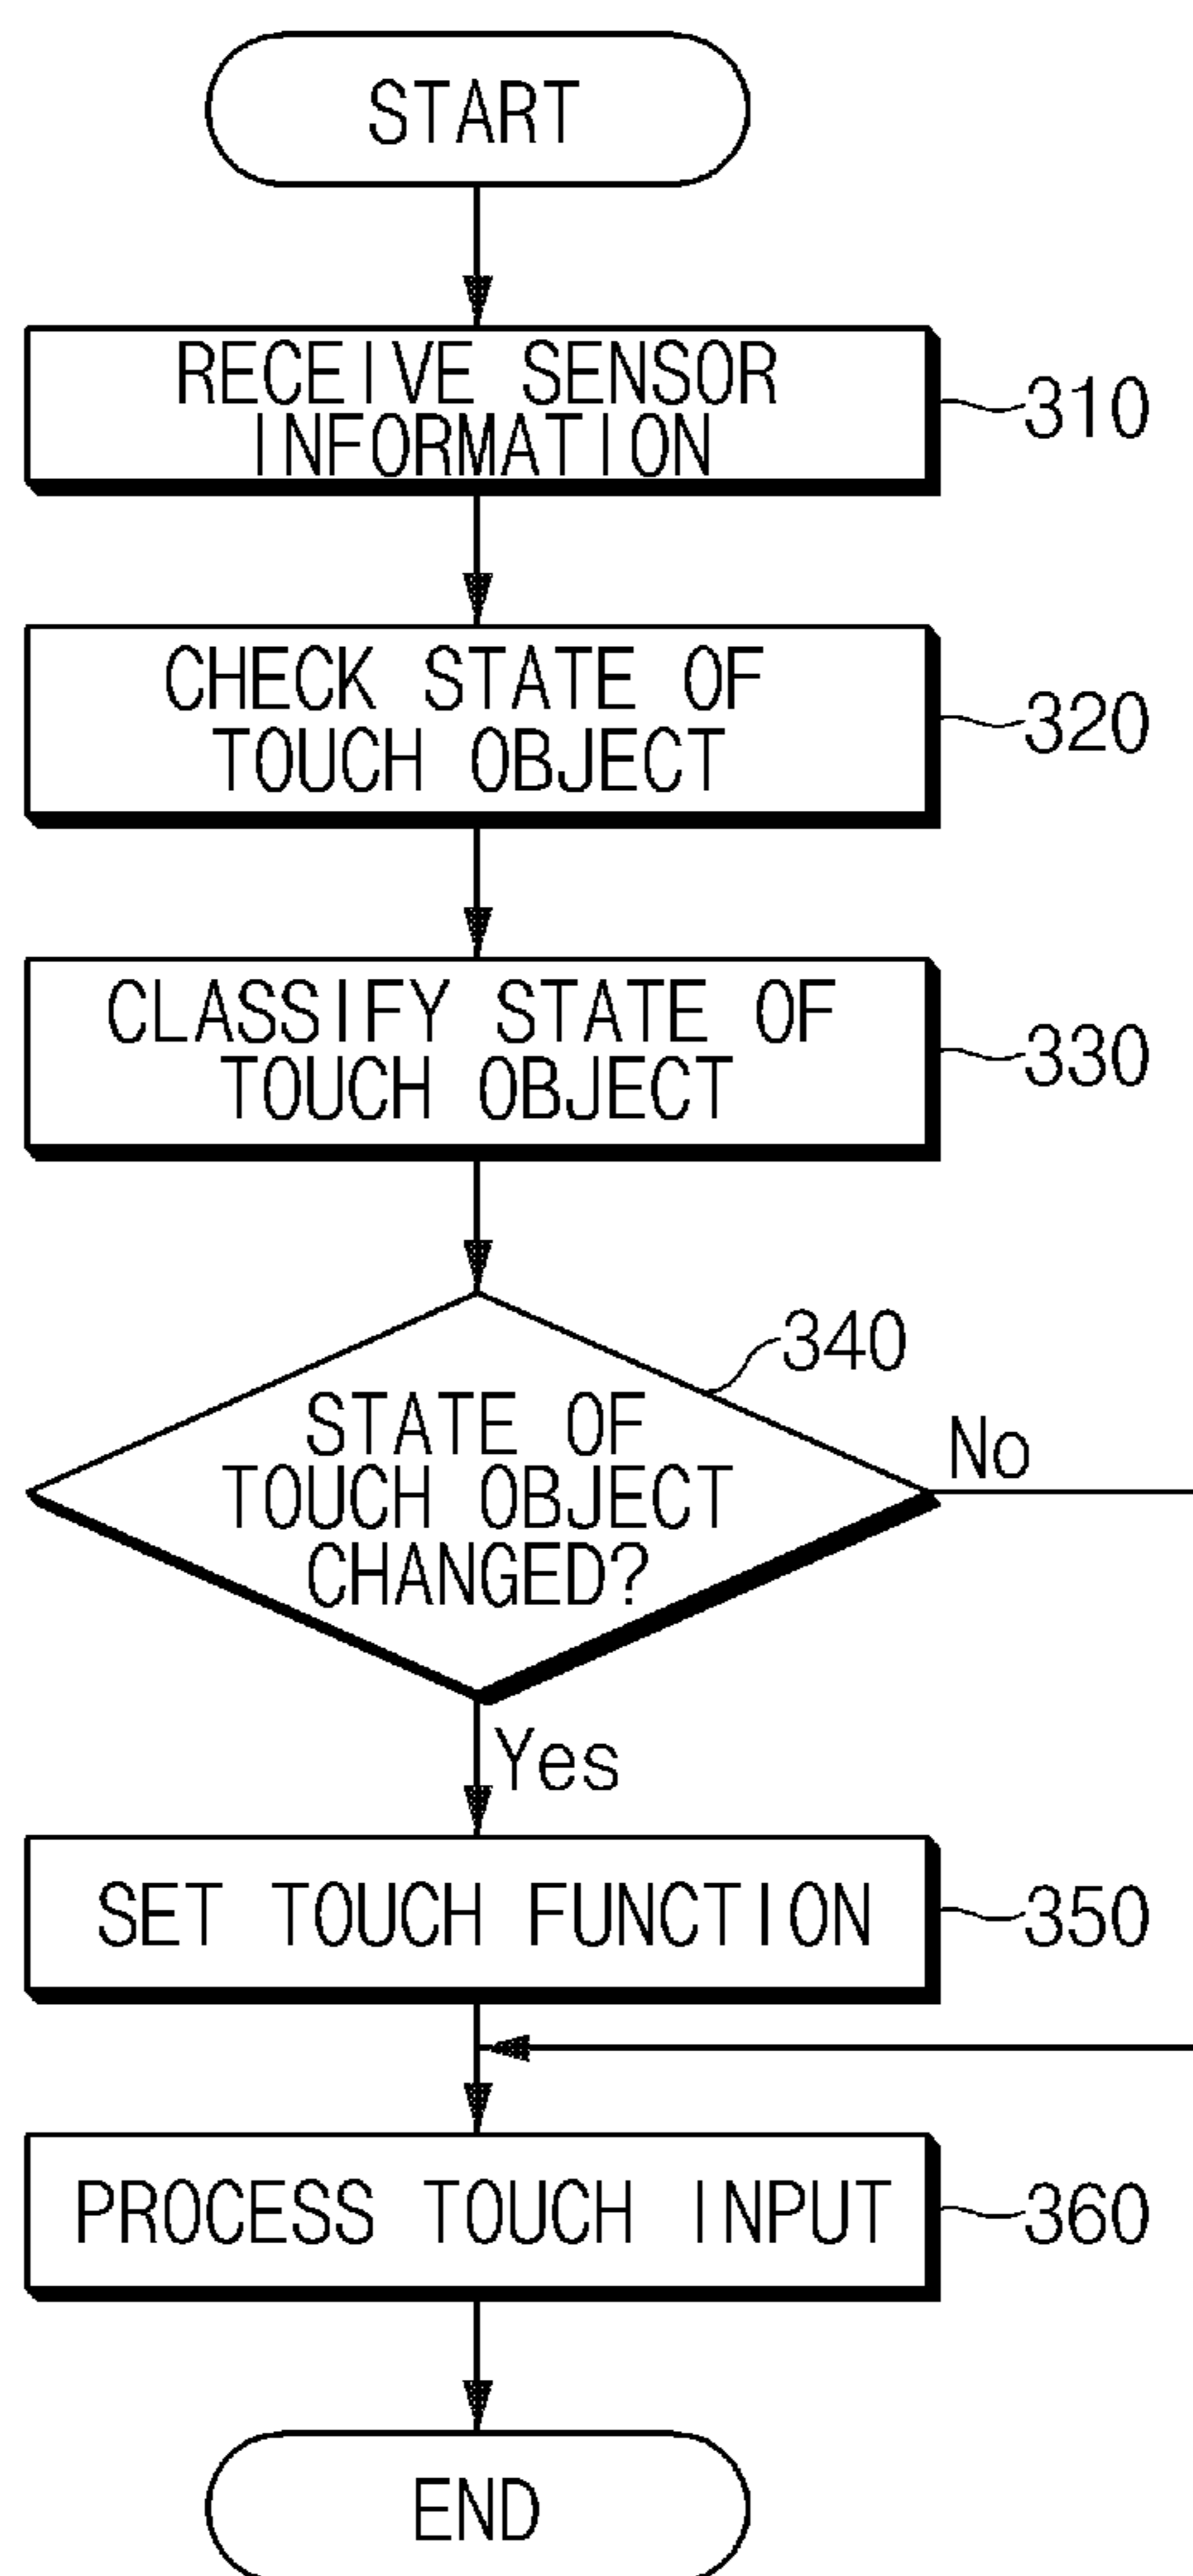 START
RECEIVE SENSOR
INFORMATION
310
CHECK STATE OF
TOUCH OBJECT
320
CLASSIFY STATE OF
TOUCH OBJECT
330
340
STATE OF
TOUCH OBJECT
CHANGED?
No
Yes
SET TOUCH FUNCTION
350
PROCESS TOUCH INPUT
360
END